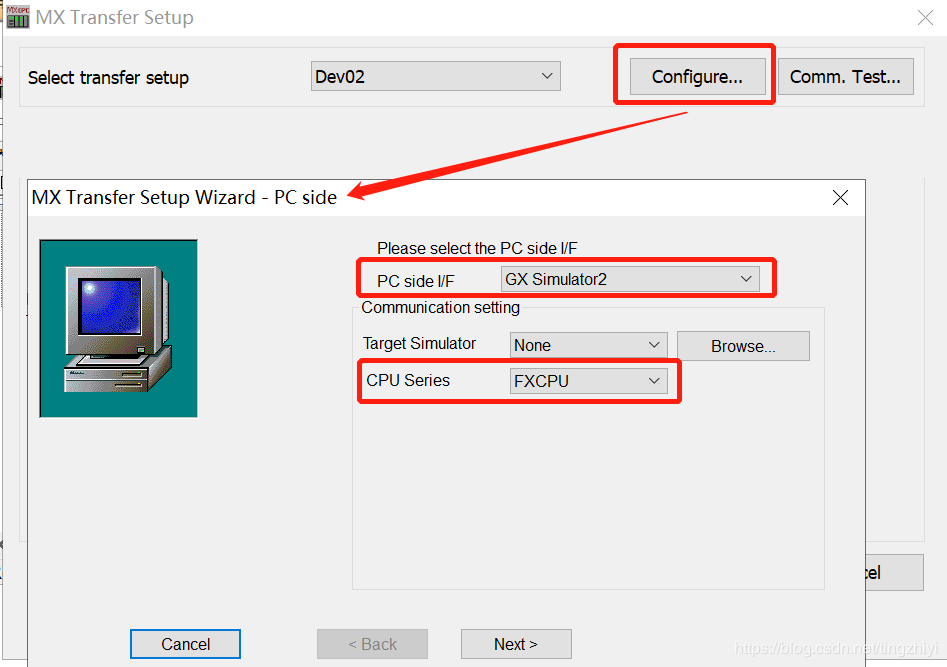 MX Transfer Setup
Select transfer setup
Dev02
Configure...
Comm. Test...
MX Transfer Setup Wizard - PC side
Please select the PC side I/F
PC side I/F
GX Simulator2
Communication setting
Target Simulator
None
Browse...
CPU Series
FXCPU
cel
Cancel
< Back
Next >
https://blog.csdn.net/tingzhiyi